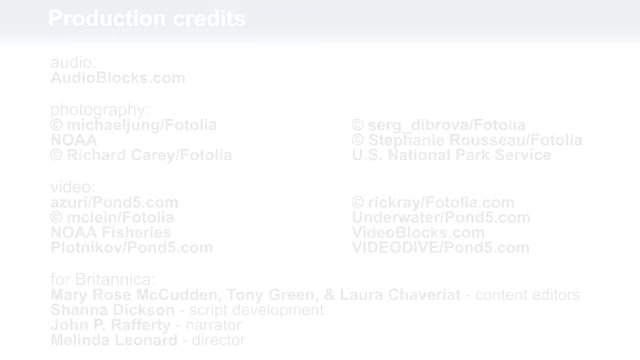 Production credits
audio:
AudioBlocks.com
photography:
© michaeljung/Fotolia
NOAA
© Richard Carey/Fotolia
© serg_dibrova/Fotolia
© Stephanie Rousseau/Fotolia
U.S. National Park Service
video:
azuri/Pond5.com
© mclein/Fotolia
NOAA Fisheries
Plotnikov/Pond5.com
© rickray/Fotolia.com
Underwater/Pond5.com
VideoBlocks.com
VIDEODIVE/Pond5.com
for Britannica:
Mary Rose McCudden, Tony Green, & Laura Chaveriat - content editors
Shanna Dickson - script development
John P. Rafferty - narrator
Melinda Leonard - director